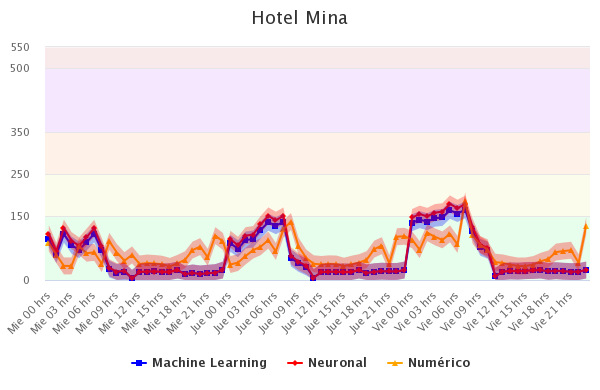 Hotel Mina
550
500
350
250
150
0
Mie 00 hrs
Mie 03 hrs
Mie 06 hrs
Mie 09 hrs
Mie 12 hrs
Mie 15 hrs
Mie 18 hrs
Mie 21 hrs
Jue 00 hrs
Jue 03 hrs
Jue 06 hrs
Jue 09 hrs
Jue 12 hrs
Jue 15 hrs
Jue 18 hrs
Jue 21 hrs
Vie 00 hrs
Vie 03 hrs
Vie 06 hrs
Vie 09 hrs
Vie 12 hrs
Vie 15 hrs
Vie 18 hrs
Vie 21 hrs
Machine Learning Neuronal Numérico